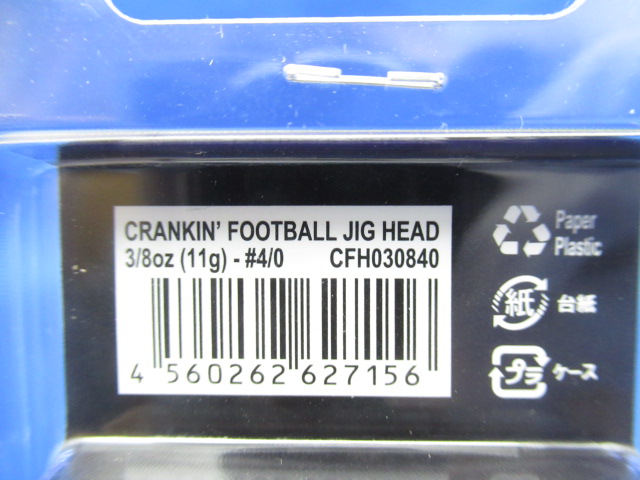 CRANKIN' FOOTBALL JIG HEAD
3/8oz (11g) - #4/0 CFH030840
4 560262 627156
Paper
Plastic
紙 台紙
プラ ケース